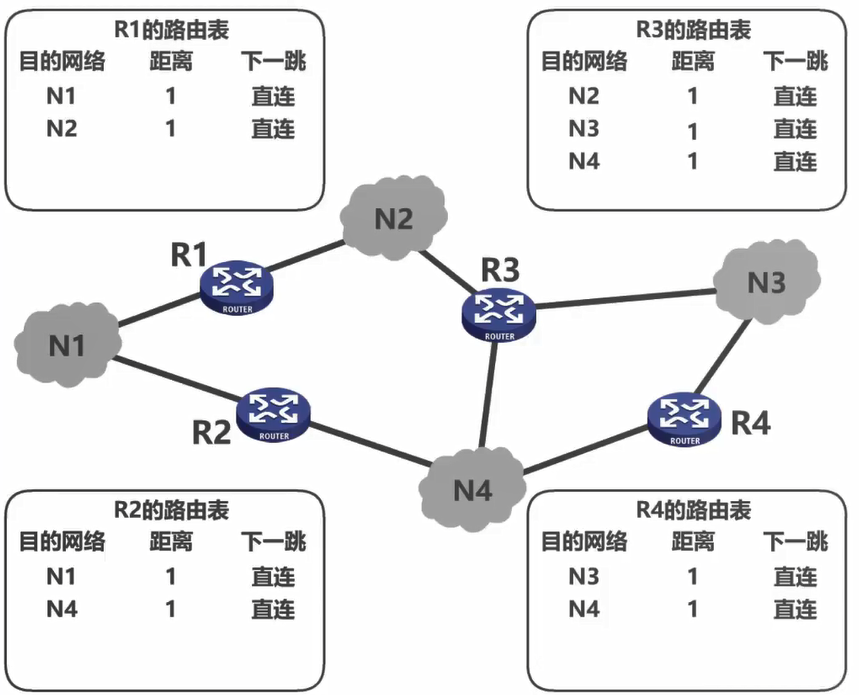 R1的路由表
目的网络 距离 下一跳
N1 1 直连
N2 1 直连
R3的路由表
目的网络 距离 下一跳
N2 1 直连
N3 1 直连
N4 1 直连
N2
R1
ROUTER
R3
ROUTER
N3
N1
R2
ROUTER
R4
ROUTER
N4
R2的路由表
目的网络 距离 下一跳
N1 1 直连
N4 1 直连
R4的路由表
目的网络 距离 下一跳
N3 1 直连
N4 1 直连